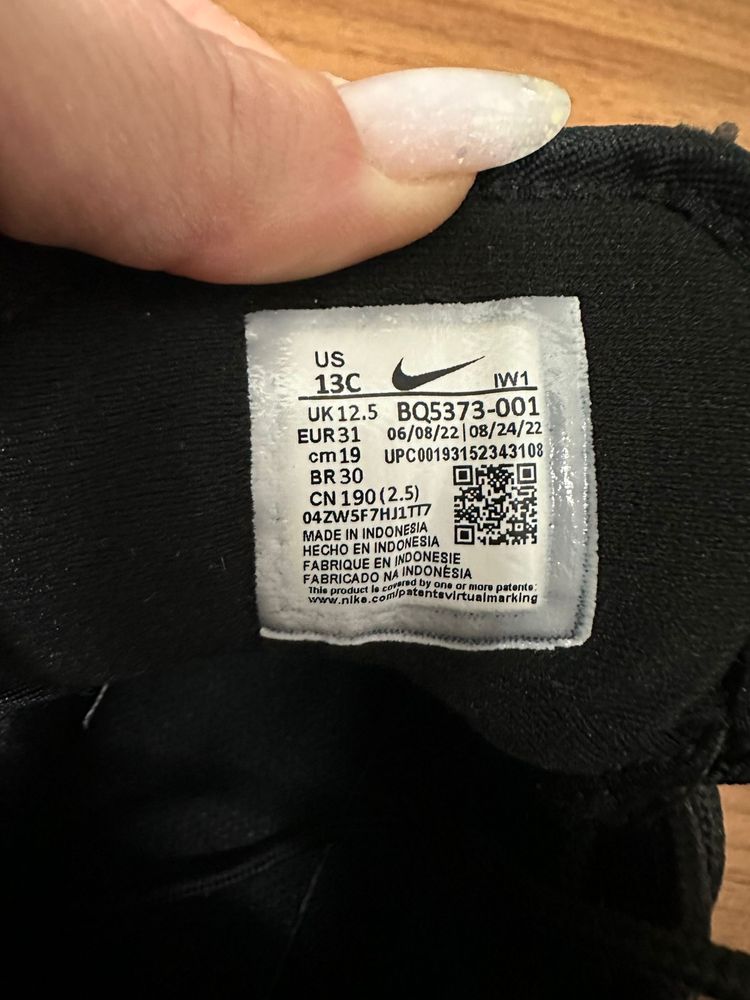 US
13C IW1
UK 12.5 BQ5373-001
EUR 31 06/08/22|08/24/22
cm 19 UPC00193152343108
BR 30
CN 190 (2.5)
04ZW5F7HJ1TT7
MADE IN INDONESIA
HECHO EN INDONESIA
FABRIQUE EN INDONESIE
FABRICADO NA INDONÉSIA
This product is covered by one or more patents:
www.nike.com/patentsvirtualmarking